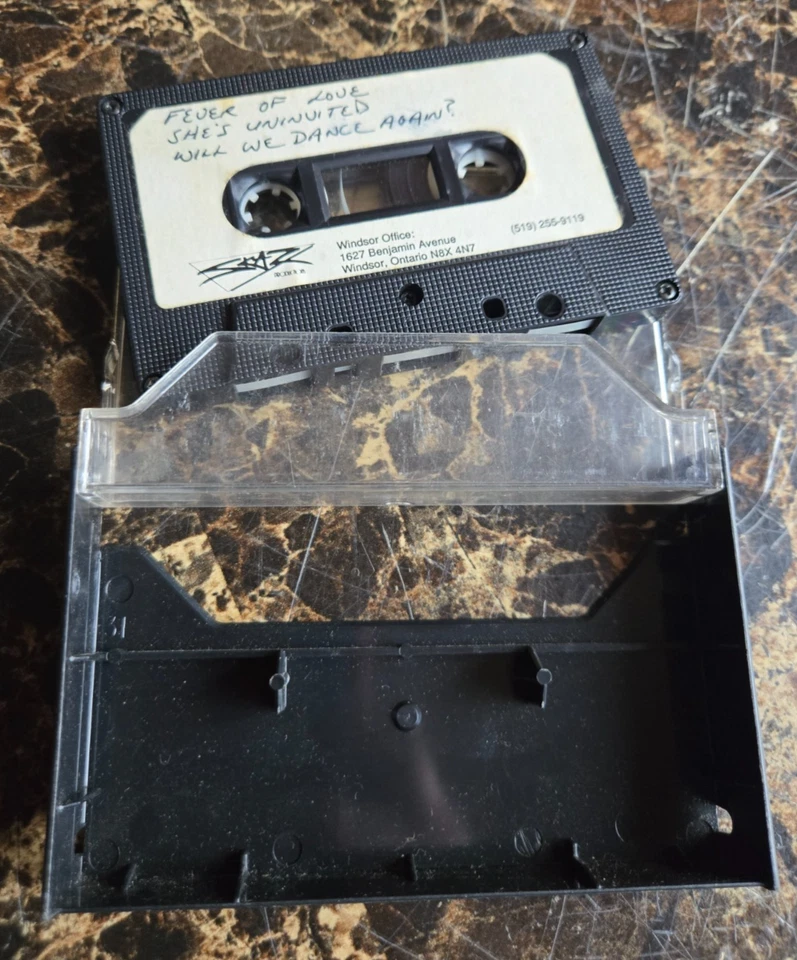 FEVER OF LOVE
SHE'S UNINVITED
WILL WE DANCE AGAIN?
Windsor Office:
1627 Benjamin Avenue
Windsor, Ontario N8X 4N7
(519) 255-9119